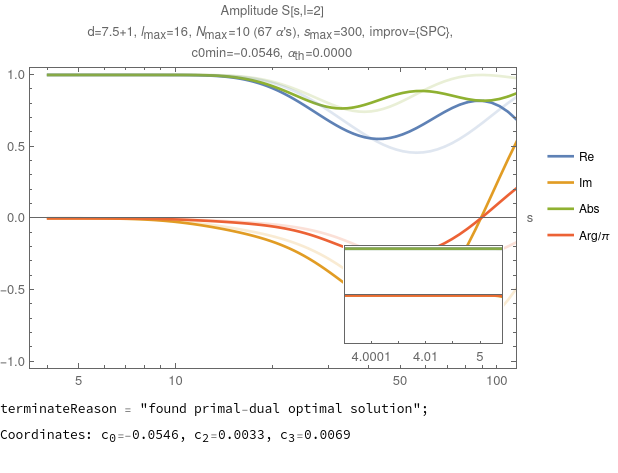 Amplitude S[s,l=2]
d=7.5+1, lmax=16, Nmax=10 (67 α's), smax=300, improv={SPC},
c0min=−0.0546, αth=0.0000
1.0
0.5
0.0
−0.5
−1.0
s
Re
Im
Abs
Arg/π
4.0001 4.01 5
5 10 50 100
terminateReason = "found primal-dual optimal solution";
Coordinates: c0=-0.0546, c2=0.0033, c3=0.0069